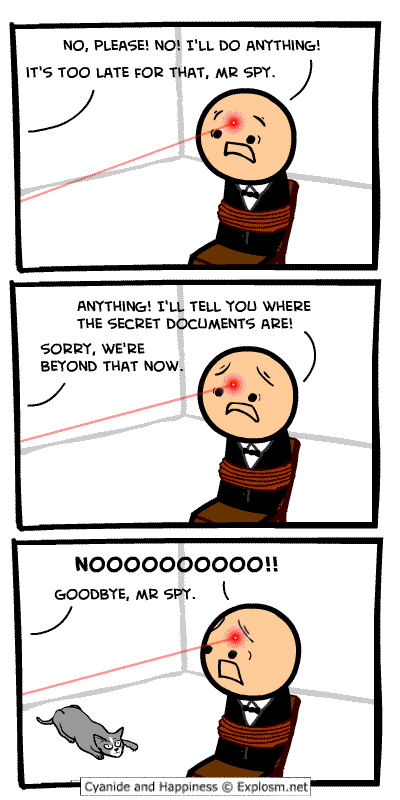 NO, PLEASE! NO! I'LL DO ANYTHING!
IT'S TOO LATE FOR THAT, MR SPY.
ANYTHING! I'LL TELL YOU WHERE
THE SECRET DOCUMENTS ARE!
SORRY, WE'RE
BEYOND THAT NOW.
NOOOOOOOOOO!!
GOODBYE, MR SPY.
Cyanide and Happiness © Explosm.net